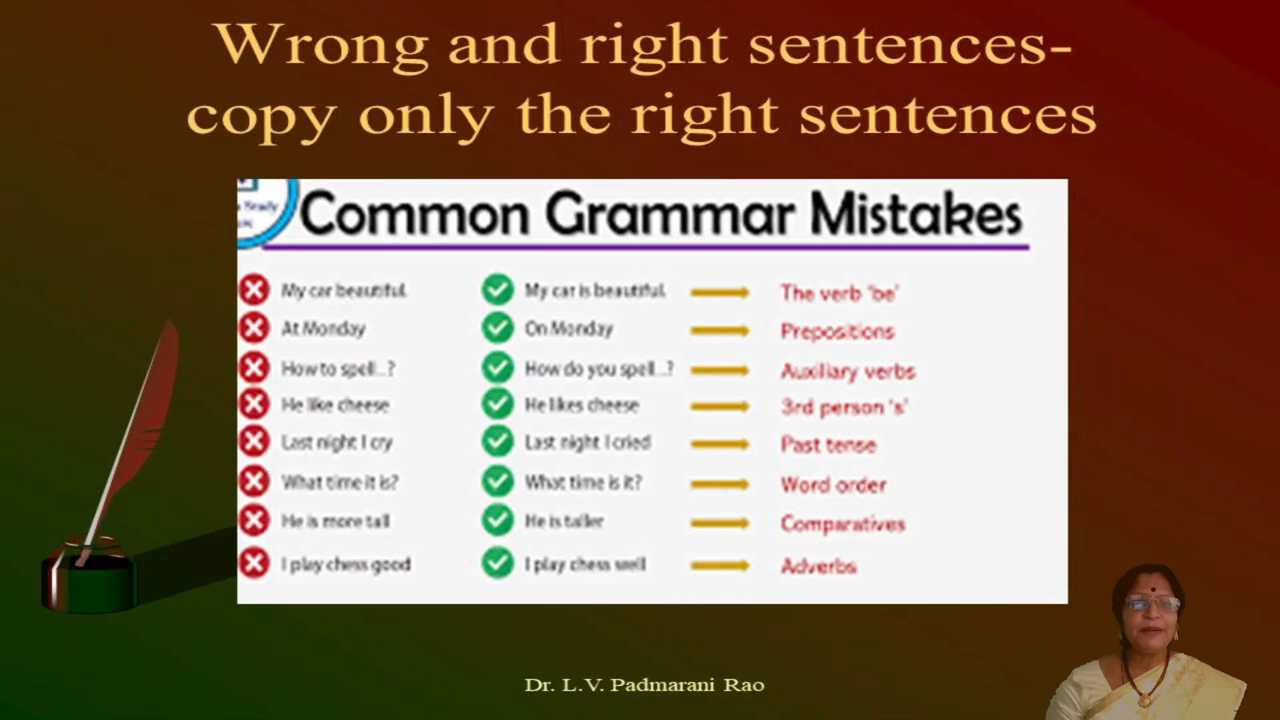 Wrong and right sentences-
copy only the right sentences
Common Grammar Mistakes
My car beautiful. My car is beautiful. The verb 'be'
At Monday On Monday Prepositions
How to spell...? How do you spell...? Auxiliary verbs
He like cheese He likes cheese 3rd person 's'
Last night I cry Last night I cried Past tense
What time it is? What time is it? Word order
He is more tall He is taller Comparatives
I play chess good I play chess well Adverbs
Dr. L.V. Padmarani Rao